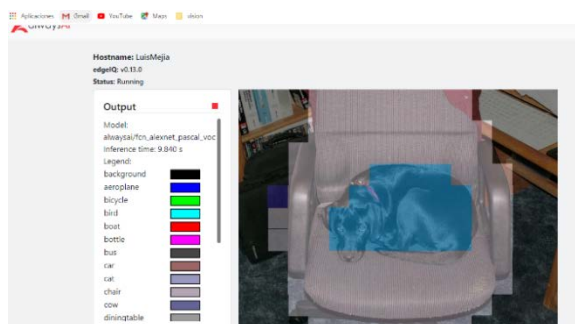 Aplicaciones Gmail YouTube Maps vision
alwaysAI
Hostname: LuisMejia
edgeIQ: v0.13.0
Status: Running
Output
Model:
alwaysai/fcn_alexnet_pascal_voc
Inference time: 9.840 s
Legend:
background
aeroplane
bicycle
bird
boat
bottle
bus
car
cat
chair
cow
diningtable